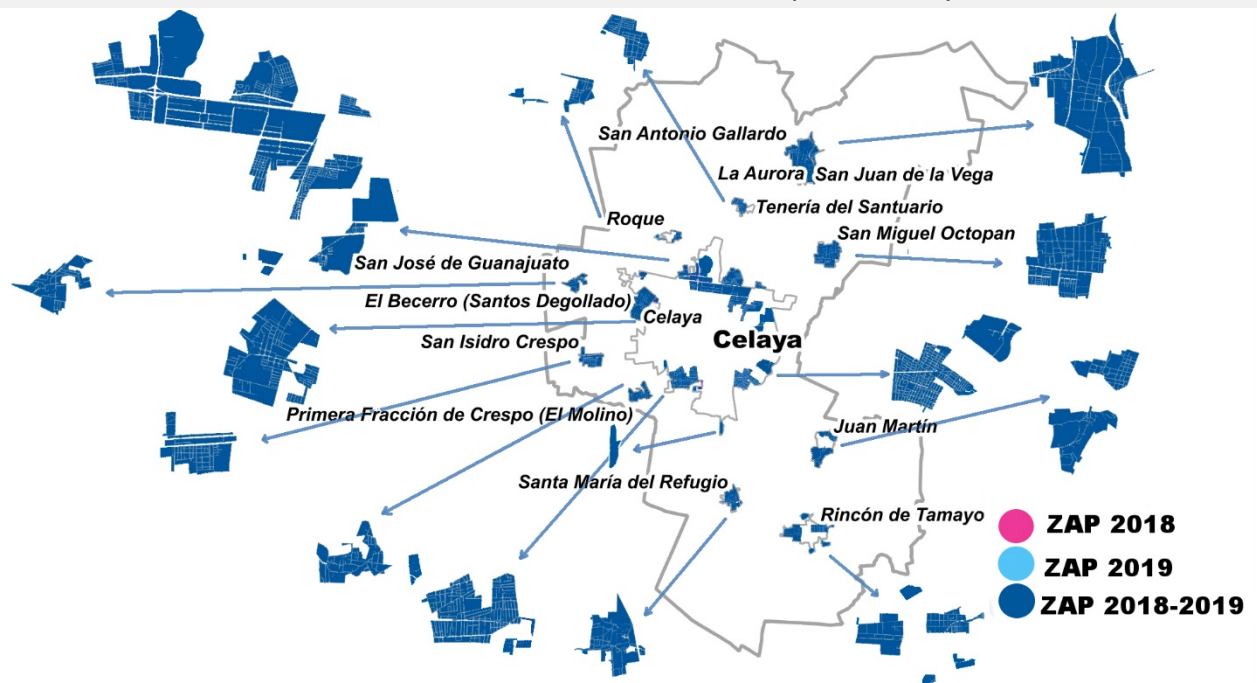 San Antonio Gallardo
La Aurora
San Juan de la Vega
Tenería del Santuario
Roque
San Miguel Octopan
San José de Guanajuato
El Becerro (Santos Degollado)
Celaya
San Isidro Crespo
Celaya
Primera Fracción de Crespo (El Molino)
Juan Martín
Santa María del Refugio
Rincón de Tamayo
ZAP 2018
ZAP 2019
ZAP 2018-2019